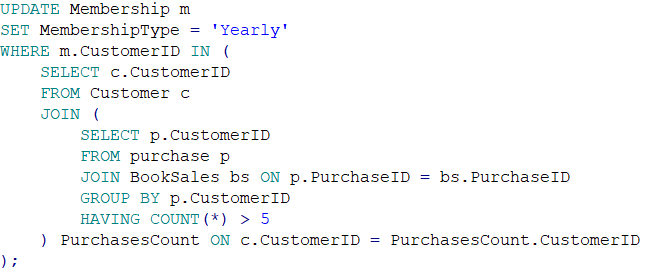 UPDATE Membership m
SET MembershipType = 'Yearly'
WHERE m.CustomerID IN (
    SELECT c.CustomerID
    FROM Customer c
    JOIN (
        SELECT p.CustomerID
        FROM purchase p
        JOIN BookSales bs ON p.PurchaseID = bs.PurchaseID
        GROUP BY p.CustomerID
        HAVING COUNT(*) > 5
    ) PurchasesCount ON c.CustomerID = PurchasesCount.CustomerID
);